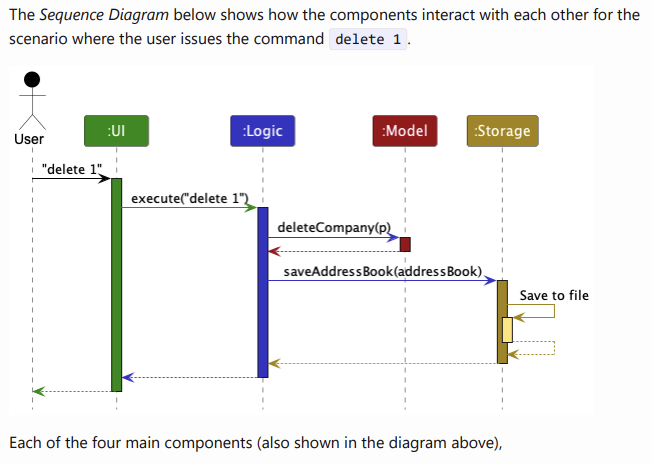 The Sequence Diagram below shows how the components interact with each other for the
scenario where the user issues the command delete 1 .
User
:UI
:Logic
:Model
:Storage
"delete 1"
execute("delete 1")
deleteCompany(p)
saveAddressBook(addressBook)
Save to file
Each of the four main components (also shown in the diagram above),